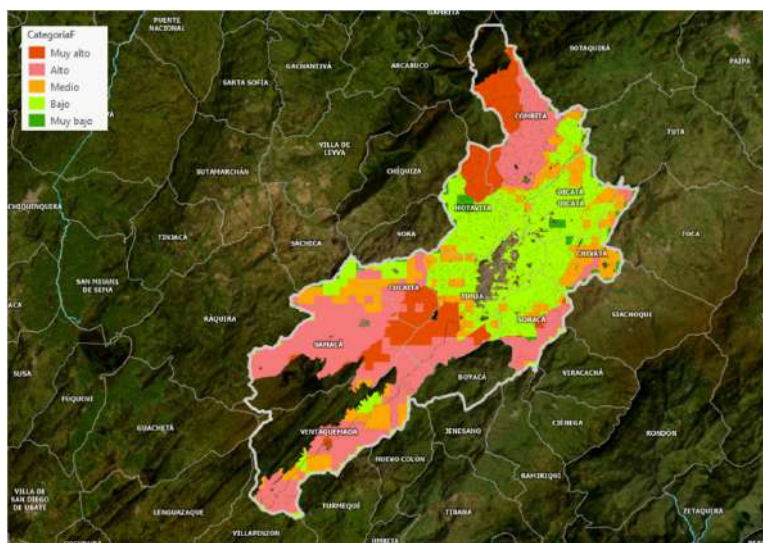 GAMBITA
PUENTE
NACIONAL
CategoriaF
Muy alto
Alto
Medio
Bajo
Muy bajo
SOTAQUIRÁ
PAIPA
GACHANTIVÁ
ARCABUCO
SANTA SOFÍA
COMBITA
TUTA
VILLA DE
LEYVA
CHÍQUIZA
SUTAMARCHÁN
OICATÁ
OICATÁ
CHIQUINQUIRÁ
MOTAVITA
TINJACÁ
SORA
TOCA
SÁCHICA
CHIVATÁ
SAN MIGUEL
DE SEMA
CUCAITA
TUNJA
RÁQUIRA
SORACÁ
SIACHOQUE
SAMACÁ
SUSA
BOYACÁ
VIRACACHÁ
FÚQUENE
GUACHETÁ
VENTAQUEMADA
JENESANO
CIÉNEGA
RONDÓN
NUEVO COLÓN
RAMIRIQUÍ
VILLA DE
SAN DIEGO
DE UBATÉ
LENGUAZAQUE
TURMEQUÉ
TIBANÁ
ZETAQUIRA
VILLAPINZÓN
ÚMBITA